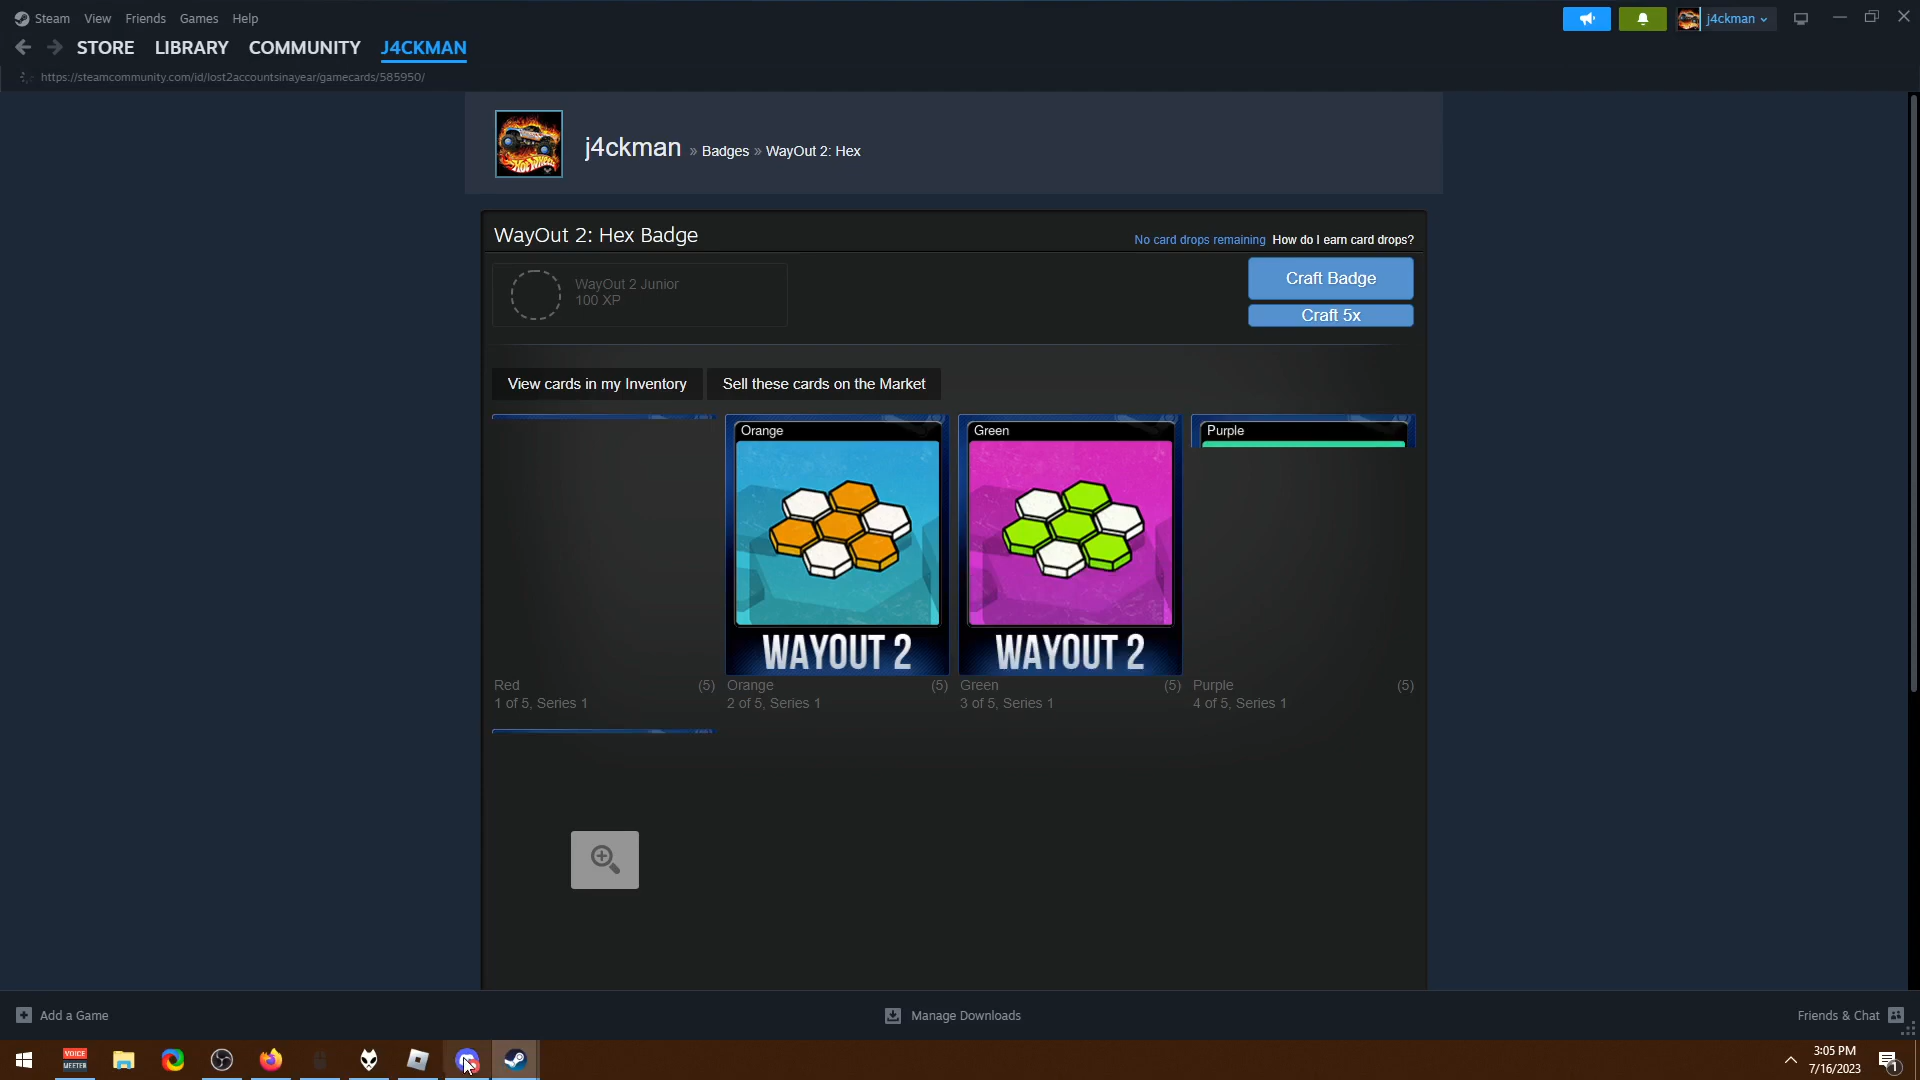 Steam View Friends Games Help
j4ckman
STORE LIBRARY COMMUNITY J4CKMAN
https://steamcommunity.com/id/lost2accountsinayear/gamecards/585950/
j4ckman » Badges » WayOut 2: Hex
WayOut 2: Hex Badge
No card drops remaining How do I earn card drops?
WayOut 2 Junior
100 XP
Craft Badge
Craft 5x
View cards in my Inventory
Sell these cards on the Market
Orange
Green
Purple
WAYOUT 2
WAYOUT 2
Red (5)
1 of 5, Series 1
Orange (5)
2 of 5, Series 1
Green (5)
3 of 5, Series 1
Purple (5)
4 of 5, Series 1
Add a Game
Manage Downloads
Friends & Chat
VOICE
MEETER
3:05 PM
7/16/2023
1